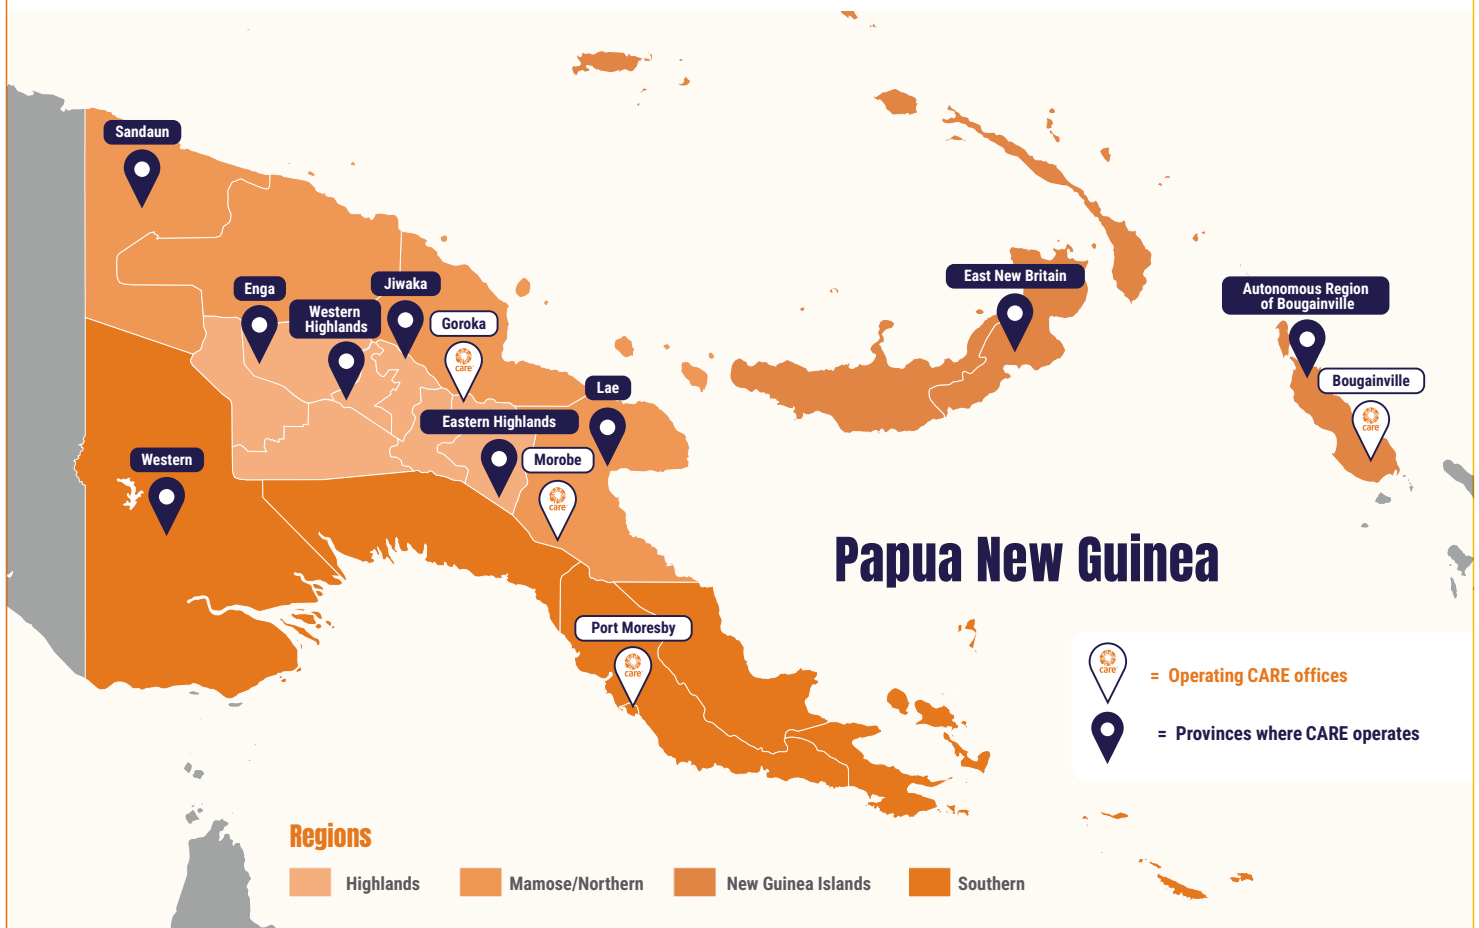 Sandaun
Enga
Jiwaka
Western
Highlands
Goroka
care
East New Britain
Autonomous Region
of Bougainville
Bougainville
care
Lae
Eastern Highlands
Western
Morobe
care
Papua New Guinea
Port Moresby
care
care
= Operating CARE offices
= Provinces where CARE operates
Regions
Highlands
Mamose/Northern
New Guinea Islands
Southern